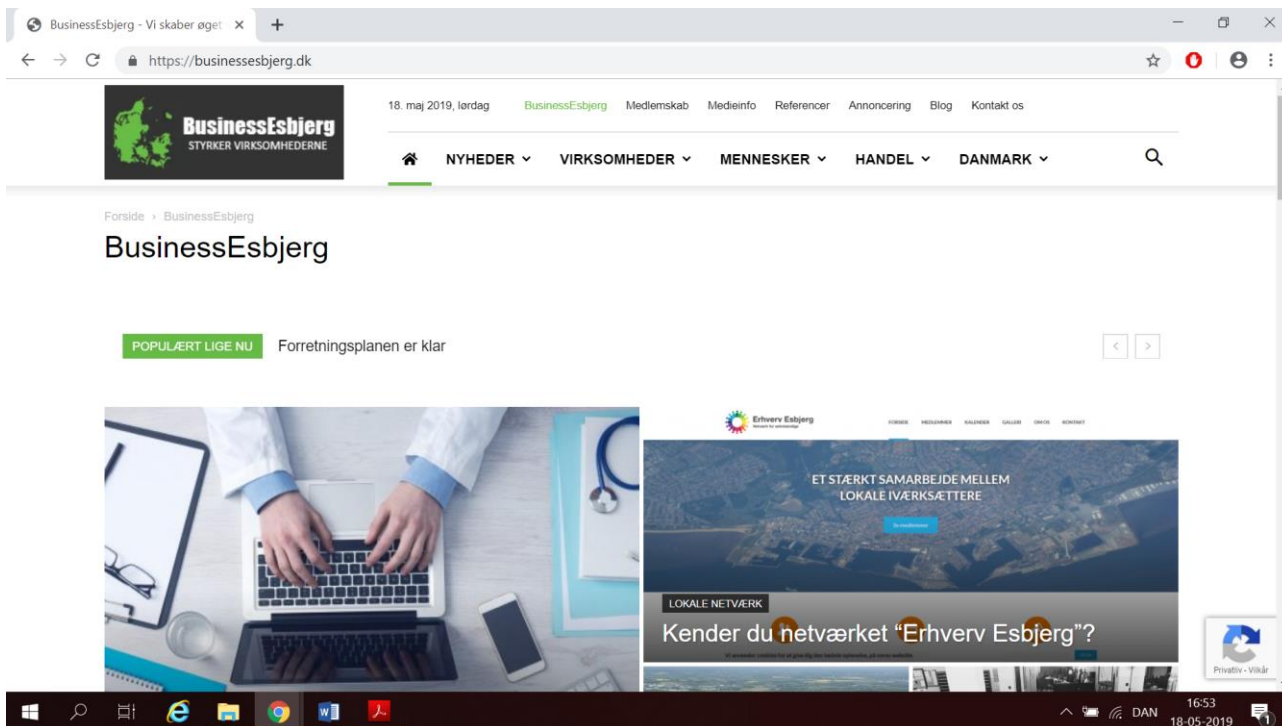 BusinessEsbjerg - Vi skaber øget
https://businessesbjerg.dk
BusinessEsbjerg
STYRKER VIRKSOMHEDERNE
18. maj 2019, lørdag BusinessEsbjerg Medlemskab Medieinfo Referencer Annoncering Blog Kontakt os
NYHEDER VIRKSOMHEDER MENNESKER HANDEL DANMARK
Forside › BusinessEsbjerg
BusinessEsbjerg
POPULÆRT LIGE NU Forretningsplanen er klar
Erhverv Esbjerg
FORSIDE MEDLEMMER KALENDER GALLERI OM OS KONTAKT
ET STÆRKT SAMARBEJDE MELLEM
LOKALE IVÆRKSÆTTERE
Se medlemmer
LOKALE NETVÆRK
Kender du netværket “Erhverv Esbjerg”?
Privatliv - Vilkår
DAN
16:53
18-05-2019